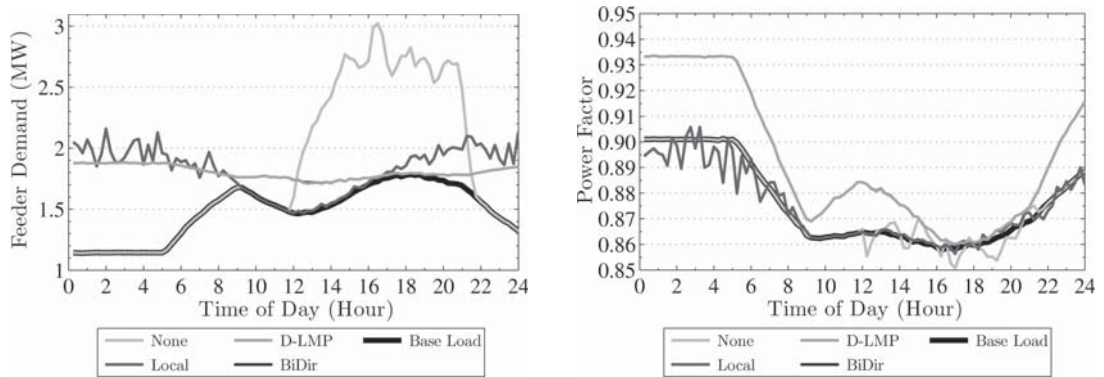 3
2.5
2
1.5
1
Feeder Demand (MW)
0 2 4 6 8 10 12 14 16 18 20 22 24
Time of Day (Hour)
None D-LMP Base Load
Local BiDir
0.95
0.94
0.93
0.92
0.91
0.90
0.89
0.88
0.87
0.86
0.85
Power Factor
0 2 4 6 8 10 12 14 16 18 20 22 24
Time of Day (Hour)
None D-LMP Base Load
Local BiDir